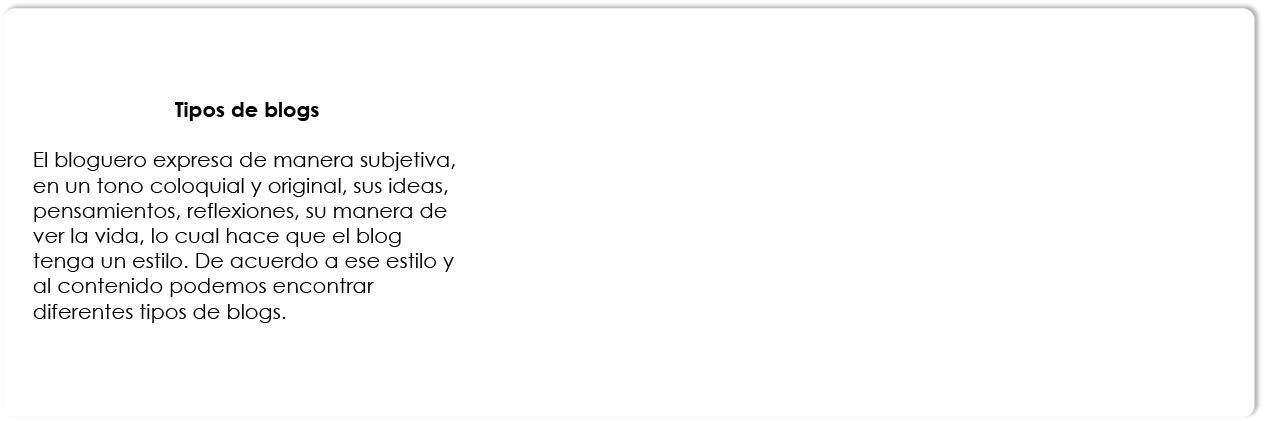 Tipos de blogs
El bloguero expresa de manera subjetiva,
en un tono coloquial y original, sus ideas,
pensamientos, reflexiones, su manera de
ver la vida, lo cual hace que el blog
tenga un estilo. De acuerdo a ese estilo y
al contenido podemos encontrar
diferentes tipos de blogs.